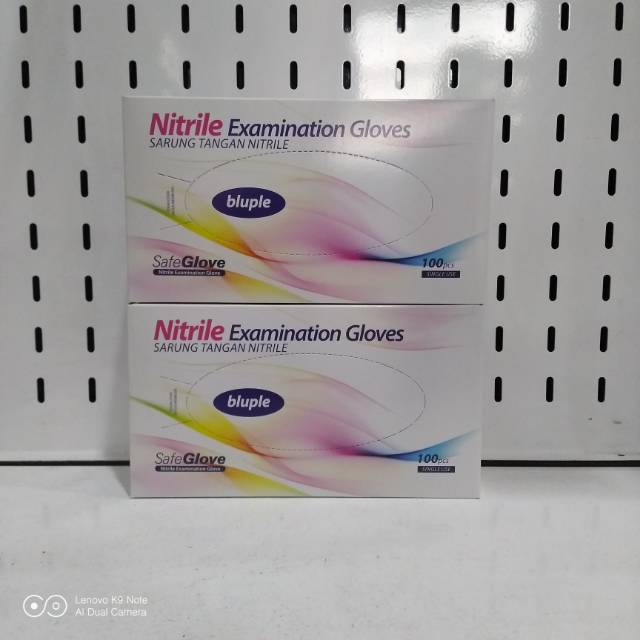 Nitrile Examination Gloves
SARUNG TANGAN NITRILE
bluple
SafeGlove
Nitrile Examination Glove
100pcs
SINGLE USE
Nitrile Examination Gloves
SARUNG TANGAN NITRILE
bluple
SafeGlove
Nitrile Examination Glove
100pcs
SINGLE USE
Lenovo K9 Note
AI Dual Camera